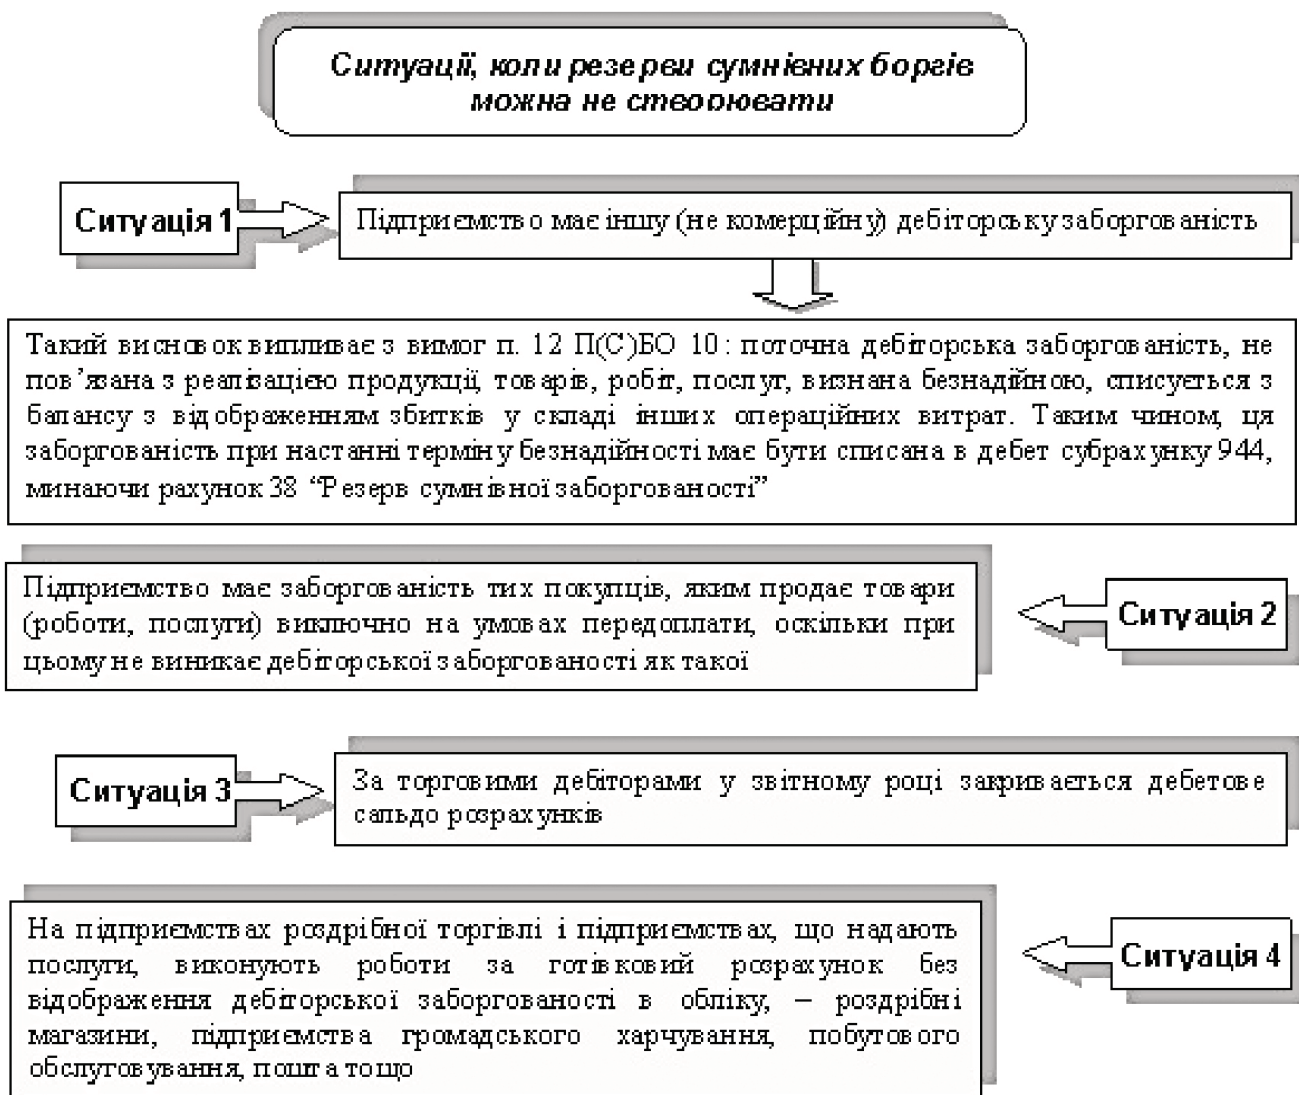 Ситуації, коли резерви сумнівних боргів
можна не створювати
Ситуація 1
Підприємство має іншу (не комерційну) дебіторську заборгованість
Такий висновок випливає з вимог п. 12 П(С)БО 10: поточна дебіторська заборгованість, не
пов’язана з реалізацією продукції, товарів, робіт, послуг, визнана безнадійною, списується з
балансу з відображенням збитків у складі інших операційних витрат. Таким чином, ця
заборгованість при настанні терміну безнадійності має бути списана в дебет субрахунку 944,
минаючи рахунок 38 “Резерв сумнівної заборгованості”
Підприємство має заборгованість тих покупців, яким продає товари
(роботи, послуги) виключно на умовах передоплати, оскільки при
цьому не виникає дебіторської заборгованості як такої
Ситуація 2
Ситуація 3
За торговими дебіторами у звітному році закривається дебетове
сальдо розрахунків
На підприємствах роздрібної торгівлі і підприємствах, що надають
послуги, виконують роботи за готівковий розрахунок без
відображення дебіторської заборгованості в обліку, – роздрібні
магазини, підприємства громадського харчування, побутового
обслуговування, пошта тощо
Ситуація 4